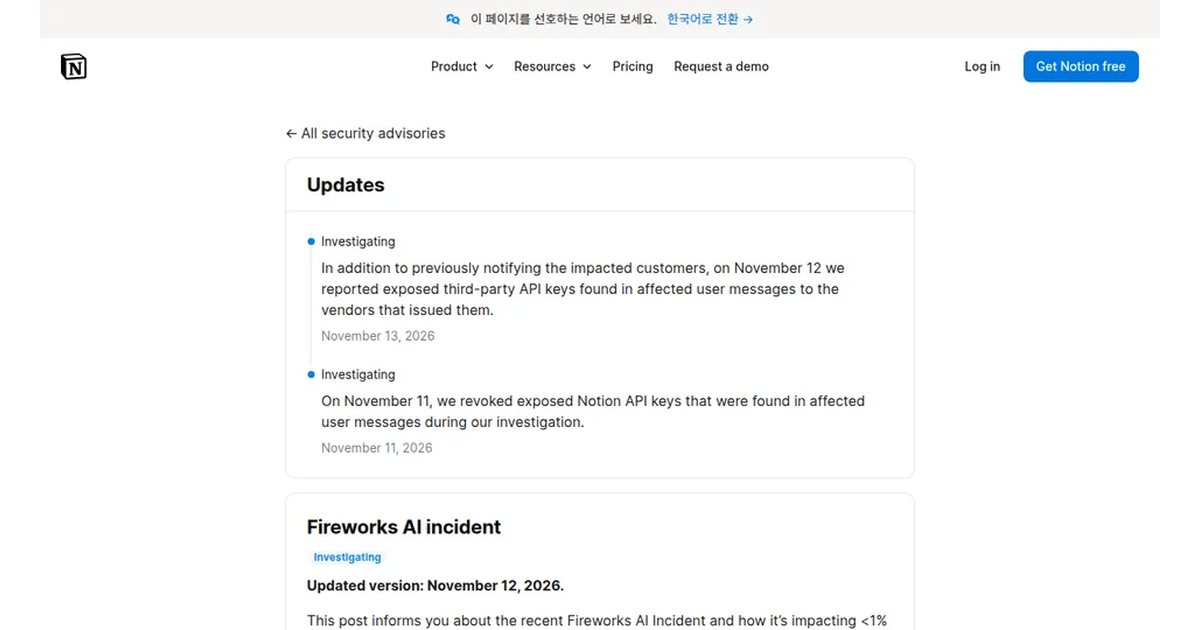 이 페이지를 선호하는 언어로 보세요. 한국어로 전환 →
N
Product Resources Pricing Request a demo Log in Get Notion free
← All security advisories
Updates
Investigating
In addition to previously notifying the impacted customers, on November 12 we
reported exposed third-party API keys found in affected user messages to the
vendors that issued them.
November 13, 2026
Investigating
On November 11, we revoked exposed Notion API keys that were found in affected
user messages during our investigation.
November 11, 2026
Fireworks AI incident
Investigating
Updated version: November 12, 2026.
This post informs you about the recent Fireworks AI Incident and how it’s impacting <1%